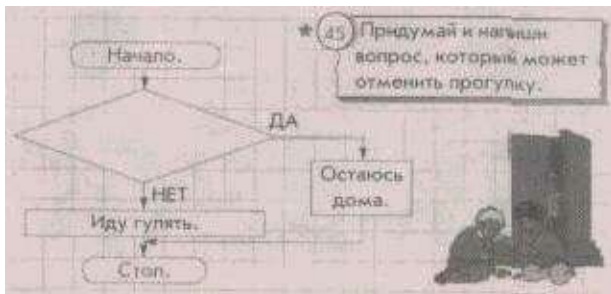 ★ 45 Придумай и напиши
вопрос, который может
отменить прогулку.
Начало.
ДА
Остаюсь
дома.
НЕТ
Иду гулять.
Стоп.